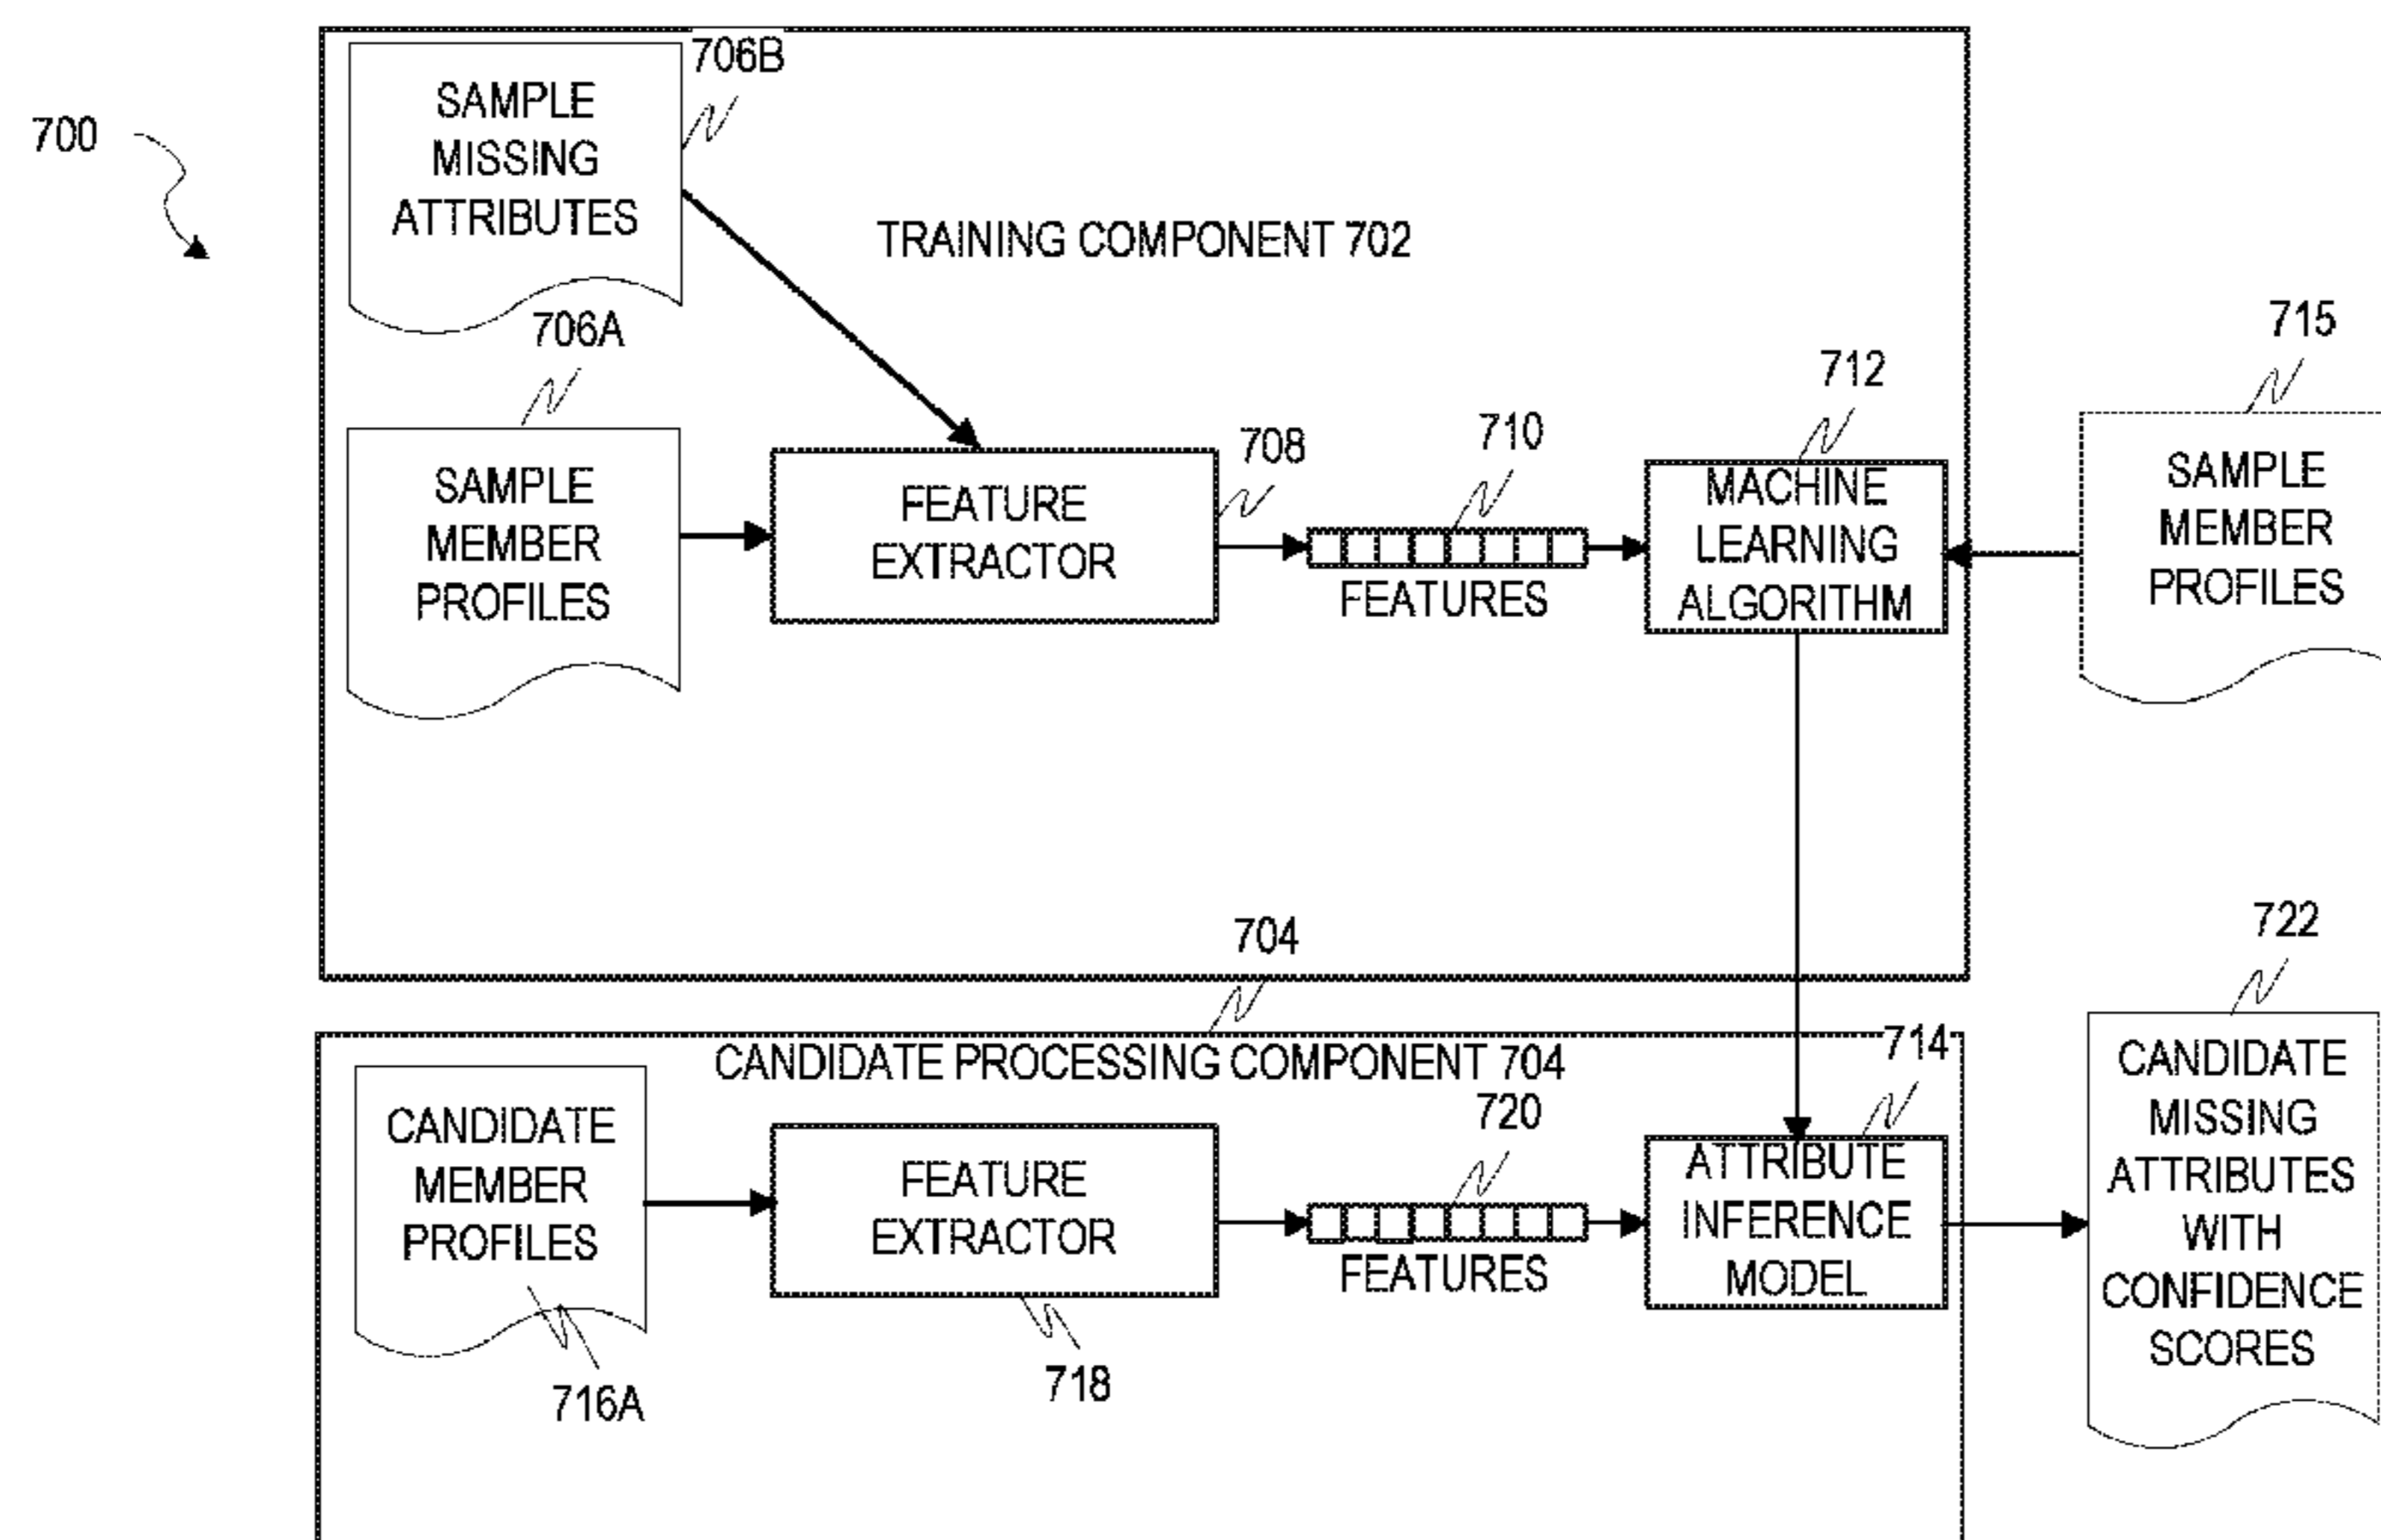 700
706B
SAMPLE
MISSING
ATTRIBUTES
TRAINING COMPONENT 702
706A
SAMPLE
MEMBER
PROFILES
FEATURE
EXTRACTOR
708
710
FEATURES
712
MACHINE
LEARNING
ALGORITHM
715
SAMPLE
MEMBER
PROFILES
704
CANDIDATE PROCESSING COMPONENT 704
CANDIDATE
MEMBER
PROFILES
716A
FEATURE
EXTRACTOR
718
720
FEATURES
714
ATTRIBUTE
INFERENCE
MODEL
722
CANDIDATE
MISSING
ATTRIBUTES
WITH
CONFIDENCE
SCORES